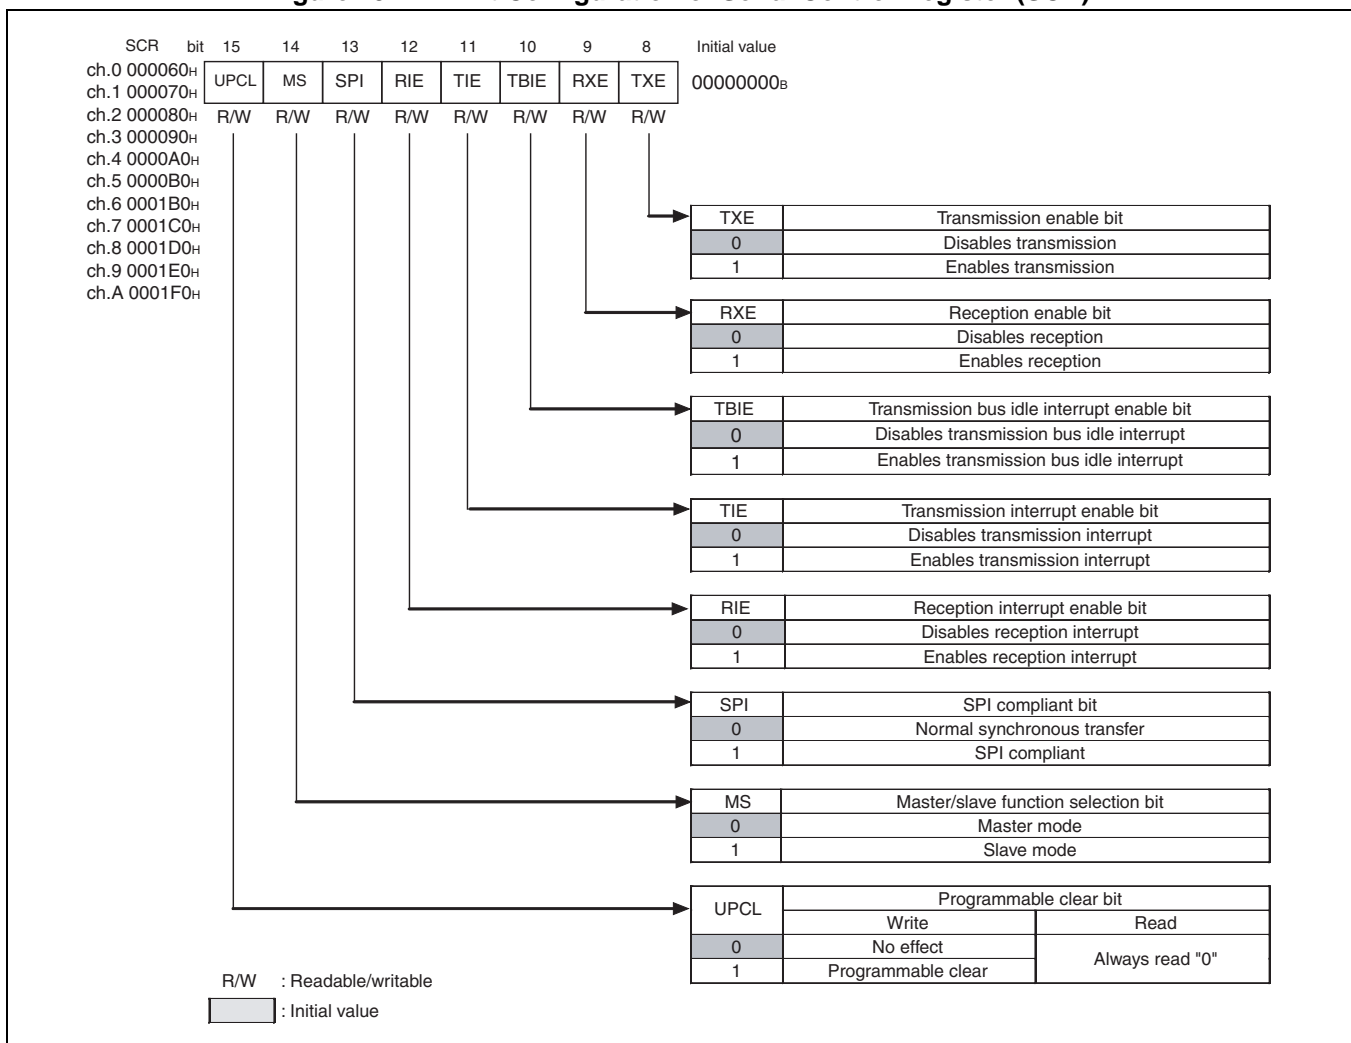 SCR bit 15 14 13 12 11 10 9 8 Initial value
ch.0 000060H UPCL MS SPI RIE TIE TBIE RXE TXE 00000000B
ch.1 000070H
ch.2 000080H R/W R/W R/W R/W R/W R/W R/W R/W
ch.3 000090H
ch.4 0000A0H
ch.5 0000B0H
ch.6 0001B0H
ch.7 0001C0H
ch.8 0001D0H
ch.9 0001E0H
ch.A 0001F0H
TXE Transmission enable bit
0 Disables transmission
1 Enables transmission
RXE Reception enable bit
0 Disables reception
1 Enables reception
TBIE Transmission bus idle interrupt enable bit
0 Disables transmission bus idle interrupt
1 Enables transmission bus idle interrupt
TIE Transmission interrupt enable bit
0 Disables transmission interrupt
1 Enables transmission interrupt
RIE Reception interrupt enable bit
0 Disables reception interrupt
1 Enables reception interrupt
SPI SPI compliant bit
0 Normal synchronous transfer
1 SPI compliant
MS Master/slave function selection bit
0 Master mode
1 Slave mode
UPCL Programmable clear bit
Write Read
0 No effect Always read "0"
1 Programmable clear
R/W : Readable/writable
: Initial value